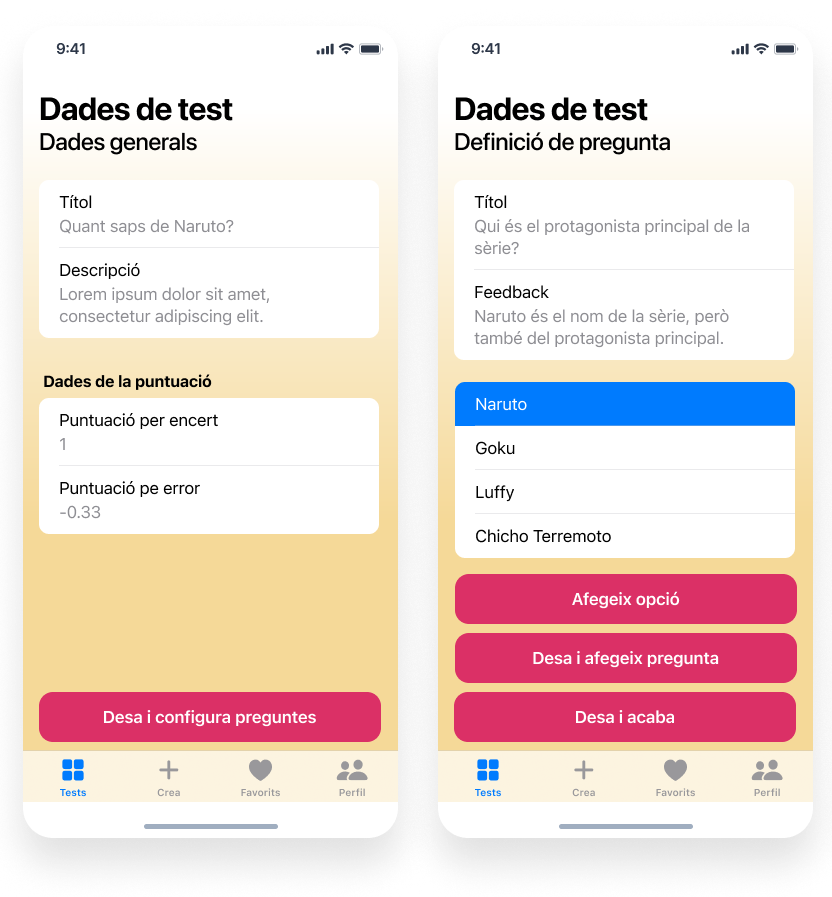 9:41
Dades de test
Dades generals
Títol
Quant saps de Naruto?
Descripció
Lorem ipsum dolor sit amet,
consectetur adipiscing elit.
Dades de la puntuació
Puntuació per encert
1
Puntuació pe error
-0.33
Desa i configura preguntes
Tests
Crea
Favorits
Perfil
9:41
Dades de test
Definició de pregunta
Títol
Qui és el protagonista principal de la
sèrie?
Feedback
Naruto és el nom de la sèrie, però
també del protagonista principal.
Naruto
Goku
Luffy
Chicho Terremoto
Afegeix opció
Desa i afegeix pregunta
Desa i acaba
Tests
Crea
Favorits
Perfil